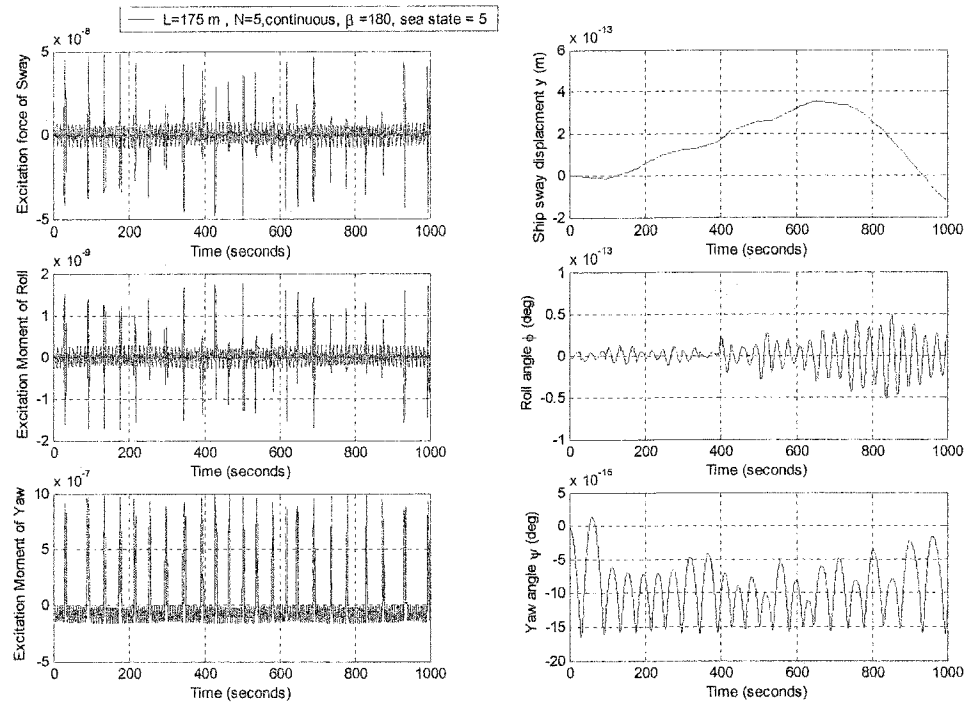 L=175 m , N=5,continuous, β =180, sea state = 5
x 10⁻⁸
Excitation force of Sway
5
0
-5
0 200 400 600 800 1000
Time (seconds)
x 10⁻¹³
Ship sway displacment y (m)
6
4
2
0
-2
0 200 400 600 800 1000
Time (seconds)
x 10⁻⁹
Excitation Moment of Roll
2
1
0
-1
-2
0 200 400 600 800 1000
Time (seconds)
x 10⁻¹³
Roll angle ϕ (deg)
1
0.5
0
-0.5
-1
0 200 400 600 800 1000
Time (seconds)
x 10⁻⁷
Excitation Moment of Yaw
10
5
0
-5
0 200 400 600 800 1000
Time (seconds)
x 10⁻¹⁵
Yaw angle ψ (deg)
5
0
-5
-10
-15
-20
0 200 400 600 800 1000
Time (seconds)